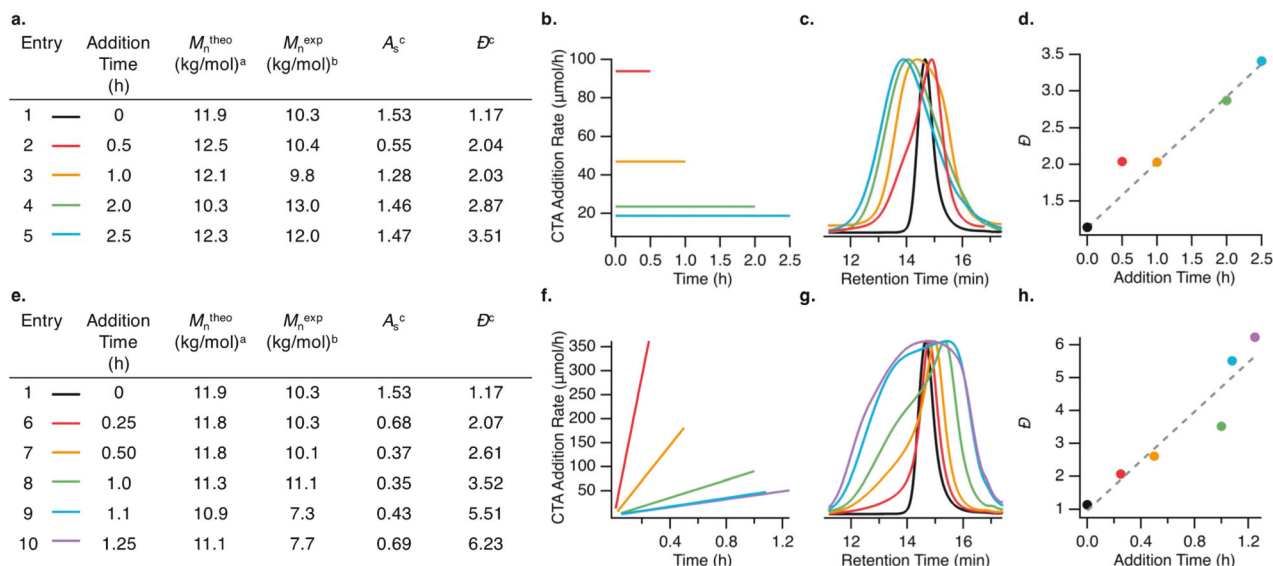 a.
Entry Addition Time (h) Mₙᵗʰᵉᵒ (kg/mol)ᵃ Mₙᵉˣᵖ (kg/mol)ᵇ Aₛᶜ Đᶜ
1 0 11.9 10.3 1.53 1.17
2 0.5 12.5 10.4 0.55 2.04
3 1.0 12.1 9.8 1.28 2.03
4 2.0 10.3 13.0 1.46 2.87
5 2.5 12.3 12.0 1.47 3.51
b.
CTA Addition Rate (µmol/h)
100
80
60
40
20
0.0 0.5 1.0 1.5 2.0 2.5
Time (h)
c.
12 14 16
Retention Time (min)
d.
Đ
3.5
3.0
2.5
2.0
1.5
0.0 0.5 1.0 1.5 2.0 2.5
Addition Time (h)
e.
Entry Addition Time (h) Mₙᵗʰᵉᵒ (kg/mol)ᵃ Mₙᵉˣᵖ (kg/mol)ᵇ Aₛᶜ Đᶜ
1 0 11.9 10.3 1.53 1.17
6 0.25 11.8 10.3 0.68 2.07
7 0.50 11.8 10.1 0.37 2.61
8 1.0 11.3 11.1 0.35 3.52
9 1.1 10.9 7.3 0.43 5.51
10 1.25 11.1 7.7 0.69 6.23
f.
CTA Addition Rate (µmol/h)
350
300
250
200
150
100
50
0.4 0.8 1.2
Time (h)
g.
12 14 16
Retention Time (min)
h.
Đ
6
5
4
3
2
1
0.0 0.4 0.8 1.2
Addition Time (h)